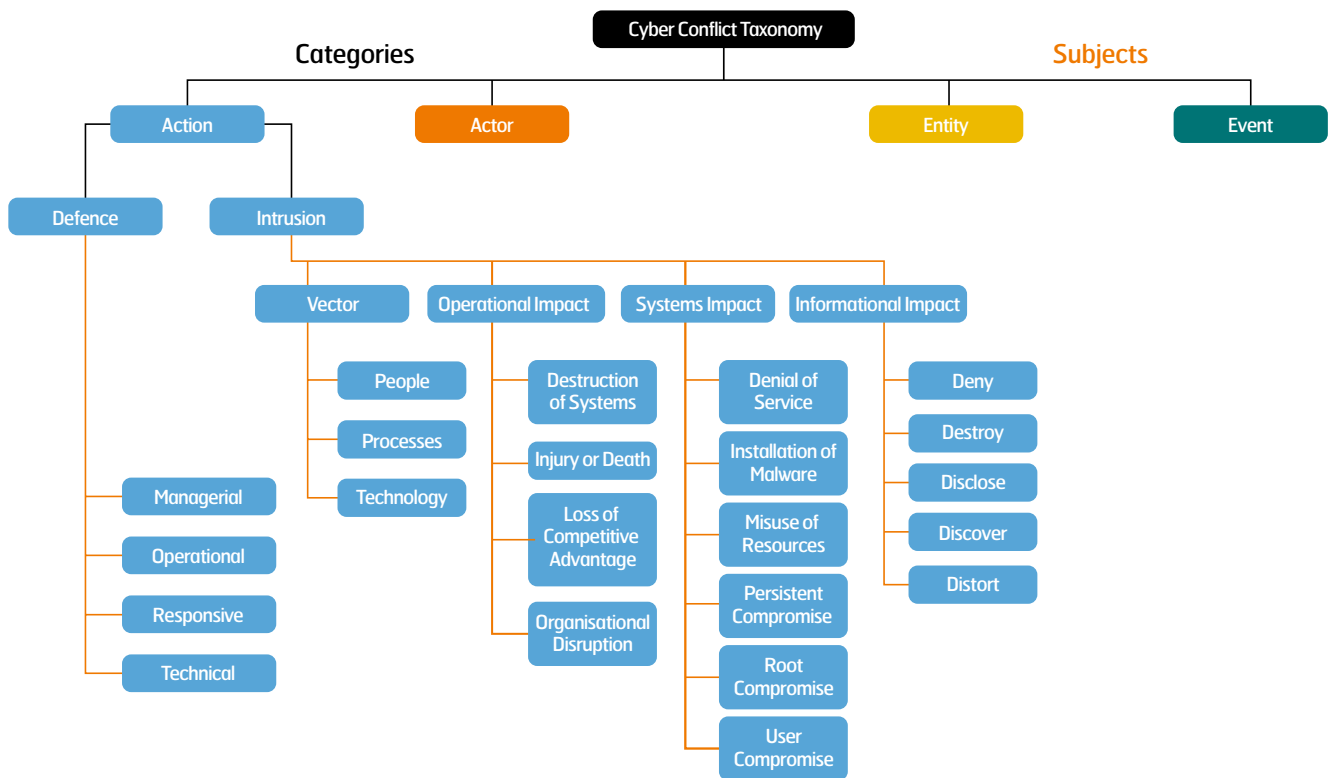 Cyber Conflict Taxonomy
Categories
Subjects
Action
Actor
Entity
Event
Defence
Intrusion
Vector
Operational Impact
Systems Impact
Informational Impact
People
Processes
Technology
Destruction
of Systems
Injury or Death
Loss of
Competitive
Advantage
Organisational
Disruption
Denial of
Service
Installation of
Malware
Misuse of
Resources
Persistent
Compromise
Root
Compromise
User
Compromise
Deny
Destroy
Disclose
Discover
Distort
Managerial
Operational
Responsive
Technical